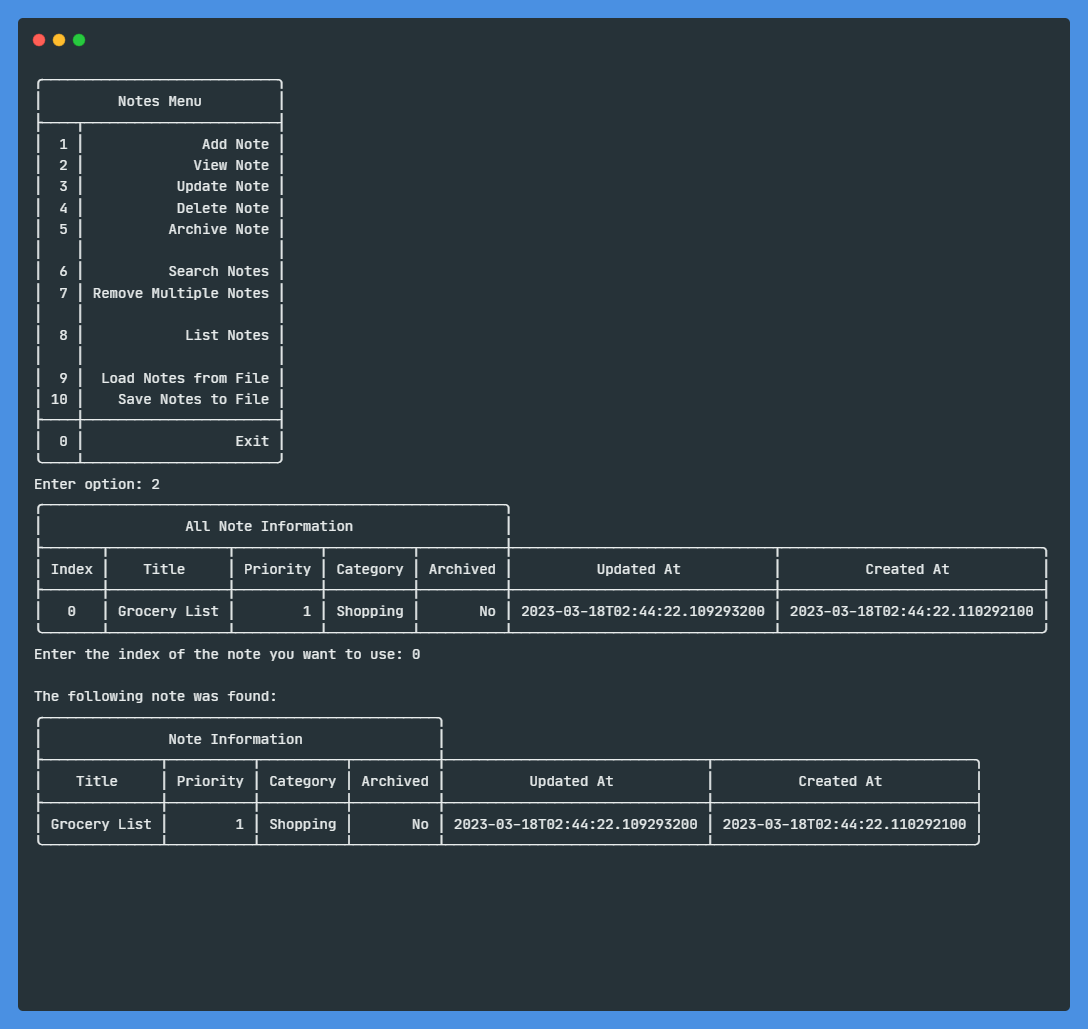 Notes Menu
1 Add Note
2 View Note
3 Update Note
4 Delete Note
5 Archive Note
6 Search Notes
7 Remove Multiple Notes
8 List Notes
9 Load Notes from File
10 Save Notes to File
0 Exit
Enter option: 2
All Note Information
Index Title Priority Category Archived Updated At Created At
0 Grocery List 1 Shopping No 2023-03-18T02:44:22.109293200 2023-03-18T02:44:22.110292100
Enter the index of the note you want to use: 0
The following note was found:
Note Information
Title Priority Category Archived Updated At Created At
Grocery List 1 Shopping No 2023-03-18T02:44:22.109293200 2023-03-18T02:44:22.110292100